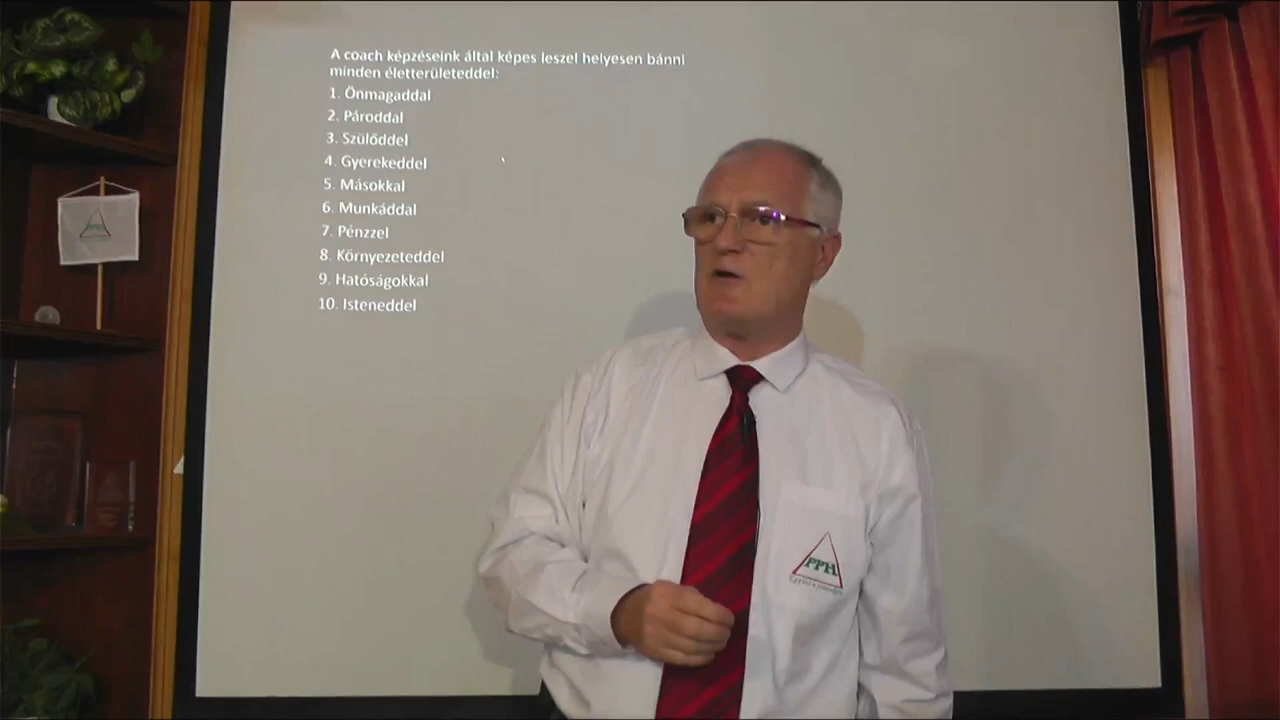 A coach képzéseink által képes leszel helyesen bánni
minden életterületeddel:
1. Önmagaddal
2. Pároddal
3. Szülőddel
4. Gyerekeddel
5. Másokkal
6. Munkáddal
7. Pénzzel
8. Környezeteddel
9. Hatóságokkal
10. Isteneddel
PPH